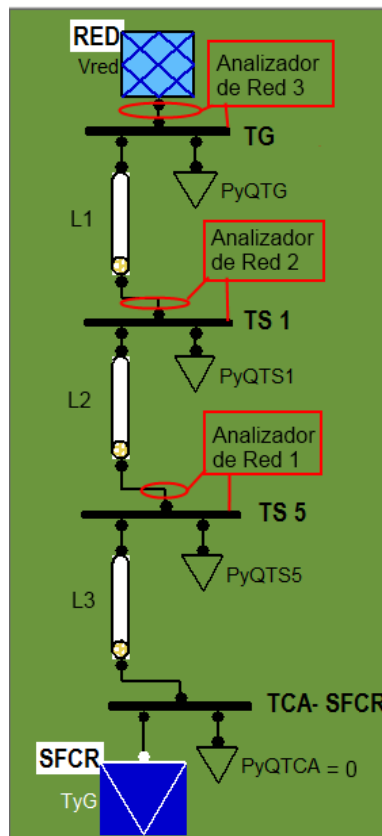 RED
Vred
Analizador
de Red 3
TG
PyQTG
L1
Analizador
de Red 2
TS 1
PyQTS1
L2
Analizador
de Red 1
TS 5
PyQTS5
L3
TCA- SFCR
SFCR
PyQTCA = 0
TyG